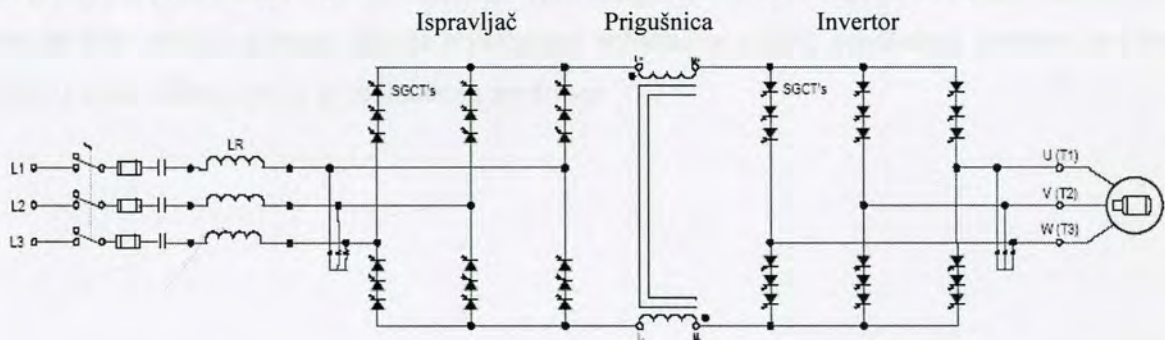 Ispravljač Prigušnica Invertor
L+ M+
SGCT's SGCT's
LR
L1 U (T1)
L2 V (T2)
L3 W (T3)
L- M-